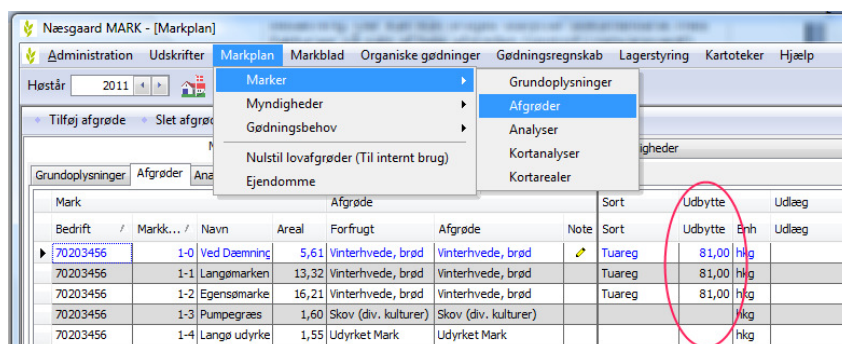 Næsgaard MARK - [Markplan]
Administration Udskrifter Markplan Markblad Organiske gødninger Gødningsregnskab Lagerstyring Kartoteker Hjælp
Høstår 2011
Marker
Myndigheder
Gødningsbehov
Nulstil lovafgrøder (Til internt brug)
Ejendomme
Grundoplysninger
Afgrøder
Analyser
Kortanalyser
Kortarealer
Tilføj afgrøde Slet
Grundoplysninger Afgrøder
Mark Afgrøde Sort Udbytte Udlæg
Bedrift / Markk... / Navn Areal Forfrugt Afgrøde Note Sort Udbytte Enh Udlæg
70203456 1-0 Ved Dæmning 5,61 Vinterhvede, brød Vinterhvede, brød Tuareg 81,00 hkg
70203456 1-1 Langømarken 13,32 Vinterhvede, brød Vinterhvede, brød Tuareg 81,00 hkg
70203456 1-2 Egensømarke 16,21 Vinterhvede, brød Vinterhvede, brød Tuareg 81,00 hkg
70203456 1-3 Pumpegræs 1,60 Skov (div. kulturer) Skov (div. kulturer) hkg
70203456 1-4 Langø udyrke 1,55 Udyrket Mark Udyrket Mark hkg